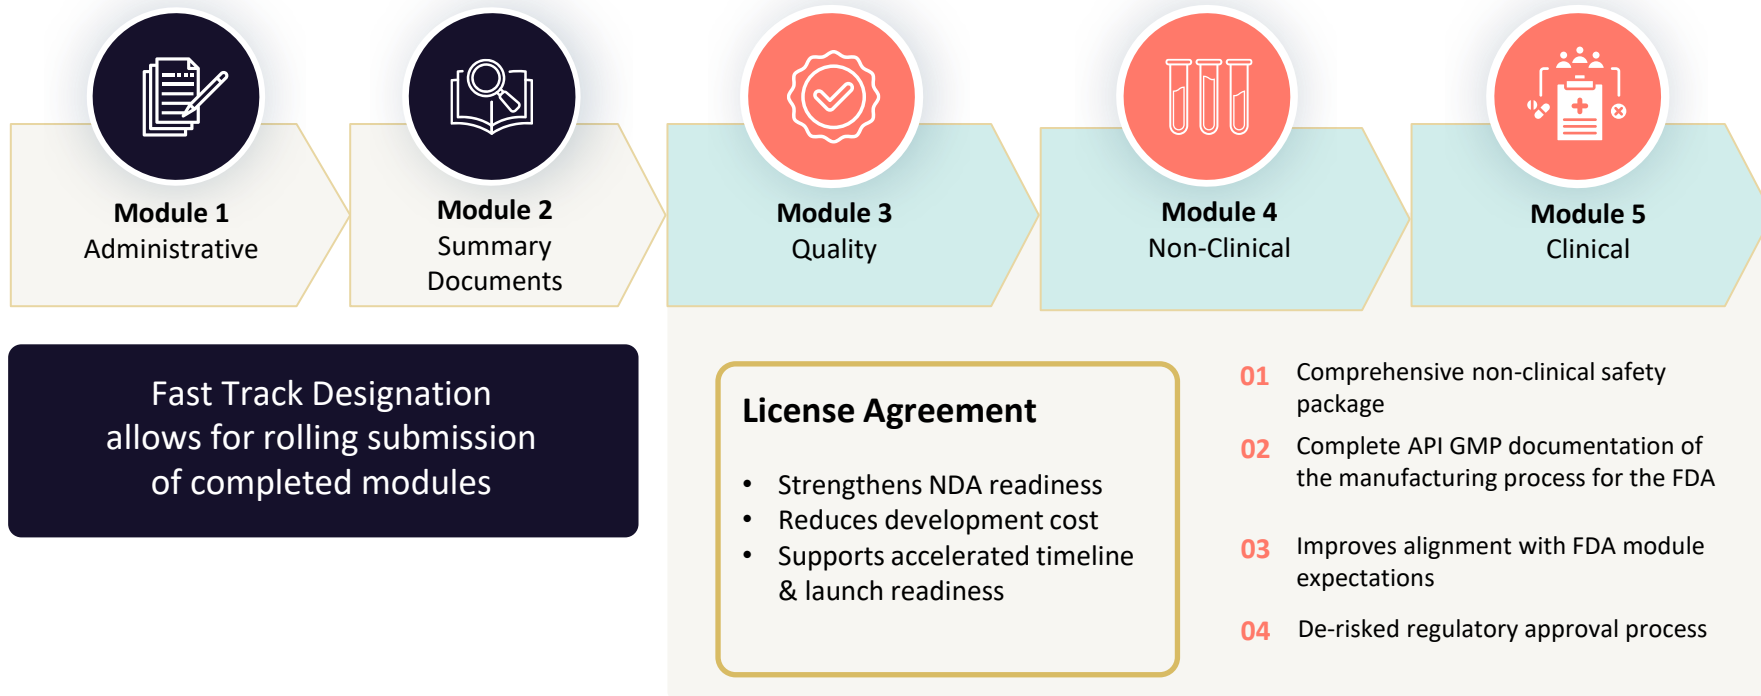 Module 1
Administrative
Module 2
Summary
Documents
Module 3
Quality
Module 4
Non-Clinical
Module 5
Clinical
Fast Track Designation
allows for rolling submission
of completed modules
License Agreement
• Strengthens NDA readiness
• Reduces development cost
• Supports accelerated timeline
& launch readiness
01 Comprehensive non-clinical safety
package
02 Complete API GMP documentation of
the manufacturing process for the FDA
03 Improves alignment with FDA module
expectations
04 De-risked regulatory approval process